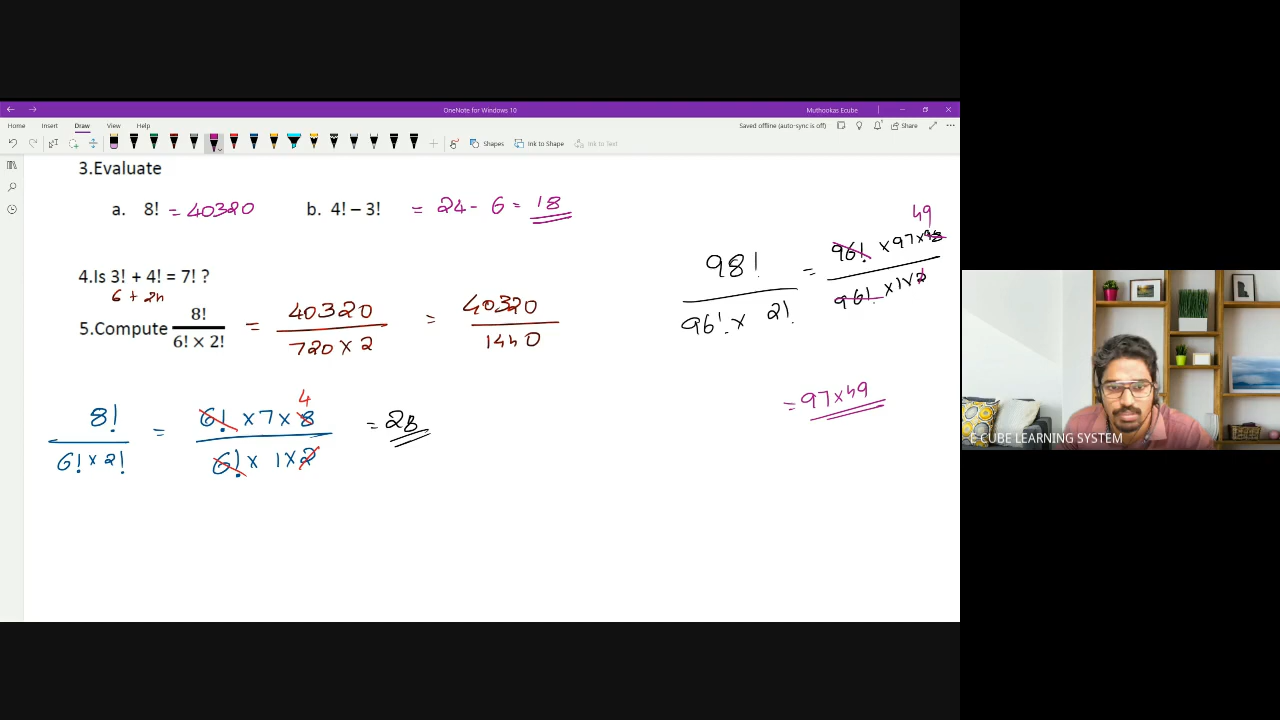 OneNote for Windows 10
Muthookas Ecube
Home Insert Draw View Help
Saved offline (auto-sync is off) Share
Shapes Ink to Shape Ink to Text
3.Evaluate
a. 8! = 40320 b. 4! – 3! = 24 - 6 = 18
49
98! = 96! × 97 × 98
96! × 2! 96! × 1 × 2
4.Is 3! + 4! = 7! ?
6 + 24
5.Compute 8! = 40320 = 40320
6! × 2! 720 × 2 1440
4
8! = 6! × 7 × 8 = 28
6! × 2! 6! × 1 × 2
= 97 × 49
E CUBE LEARNING SYSTEM